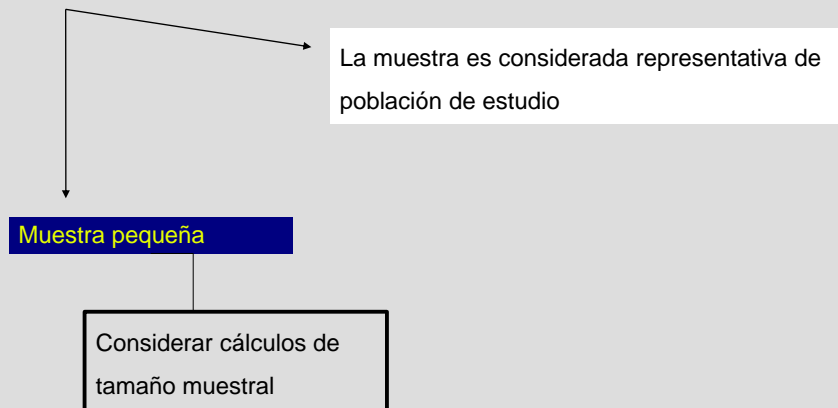 La muestra es considerada representativa de
población de estudio
Muestra pequeña
Considerar cálculos de
tamaño muestral